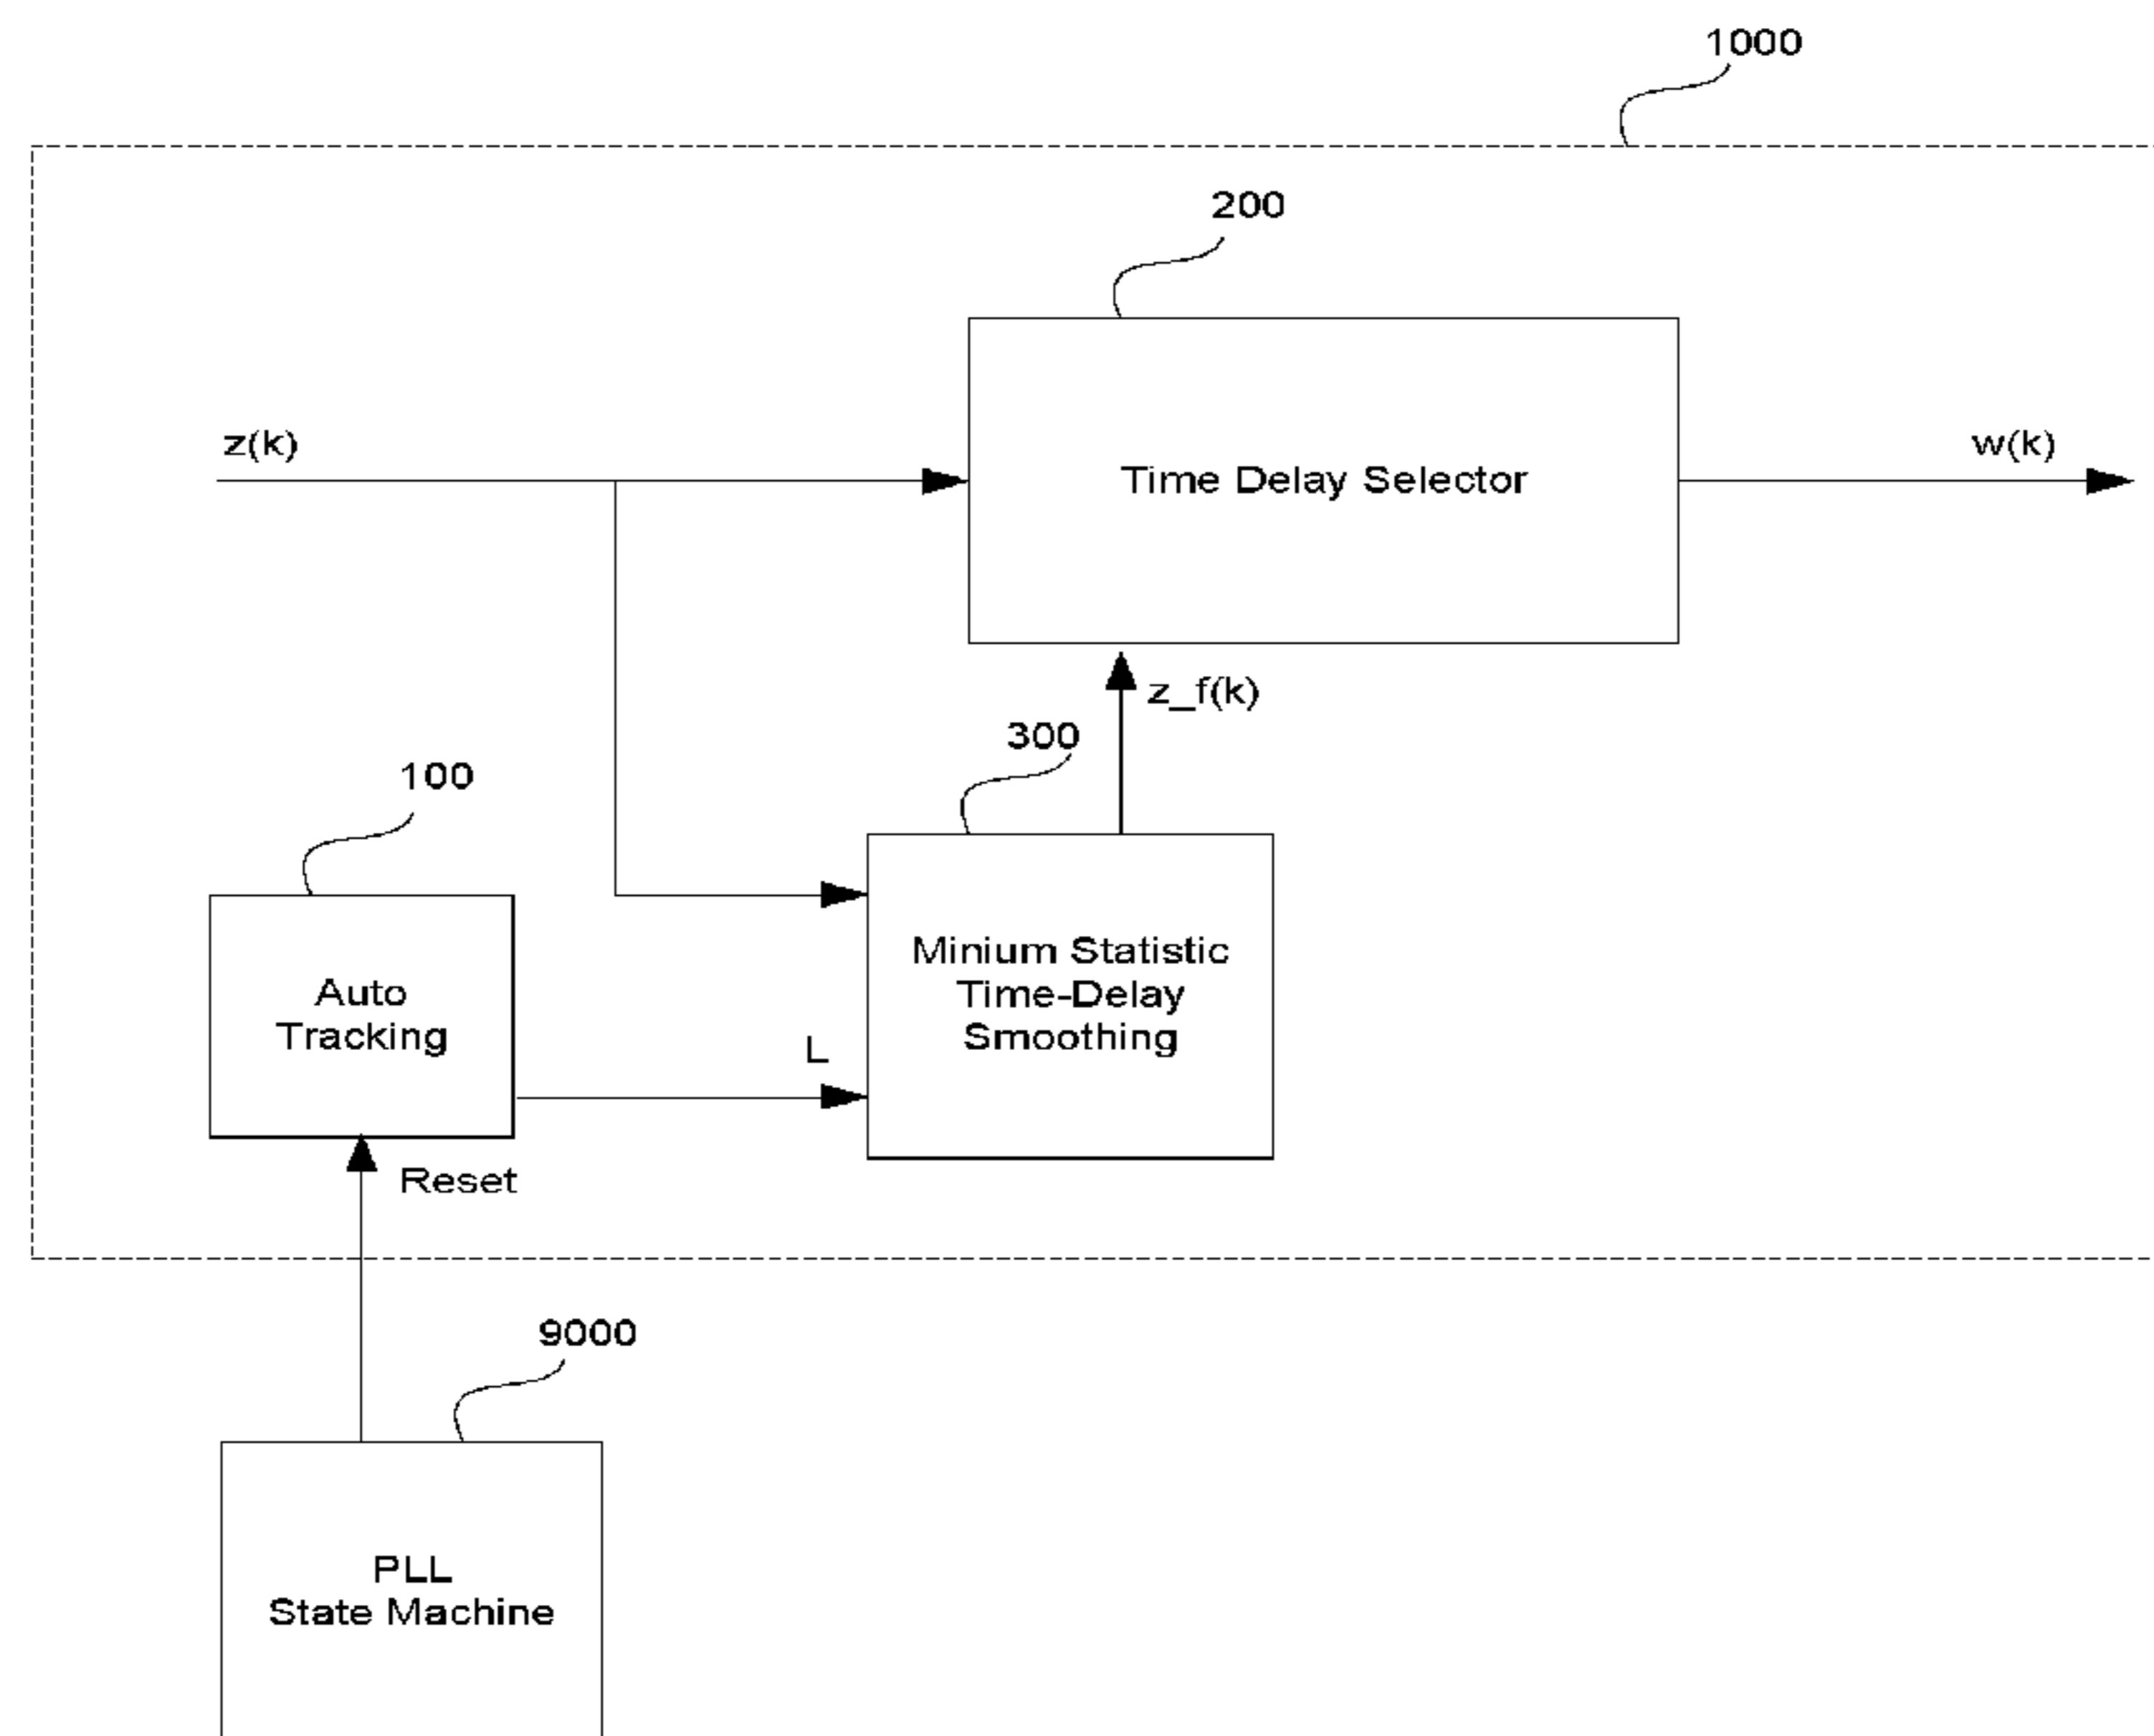 1000
200
z(k)
Time Delay Selector
w(k)
z_f(k)
300
100
Minium Statistic
Time-Delay
Smoothing
Auto
Tracking
L
Reset
9000
PLL
State Machine